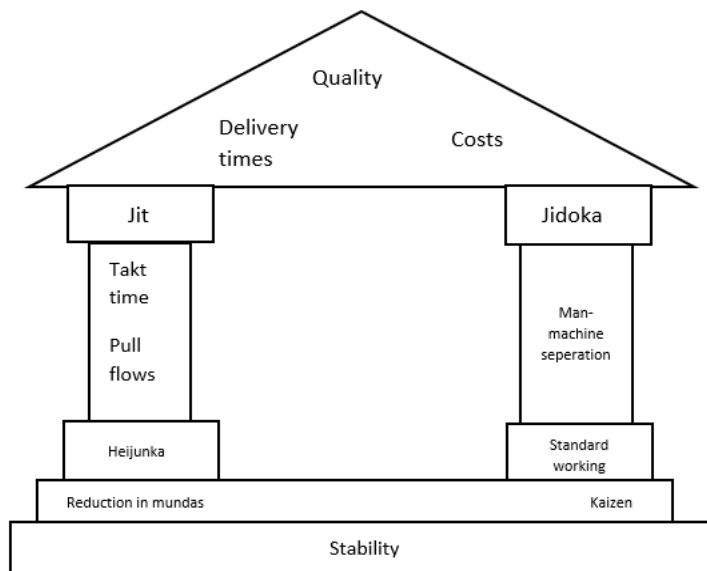 Quality
Delivery
times
Costs
Jit
Jidoka
Takt
time
Pull
flows
Man-
machine
seperation
Heijunka
Standard
working
Reduction in mundas
Kaizen
Stability